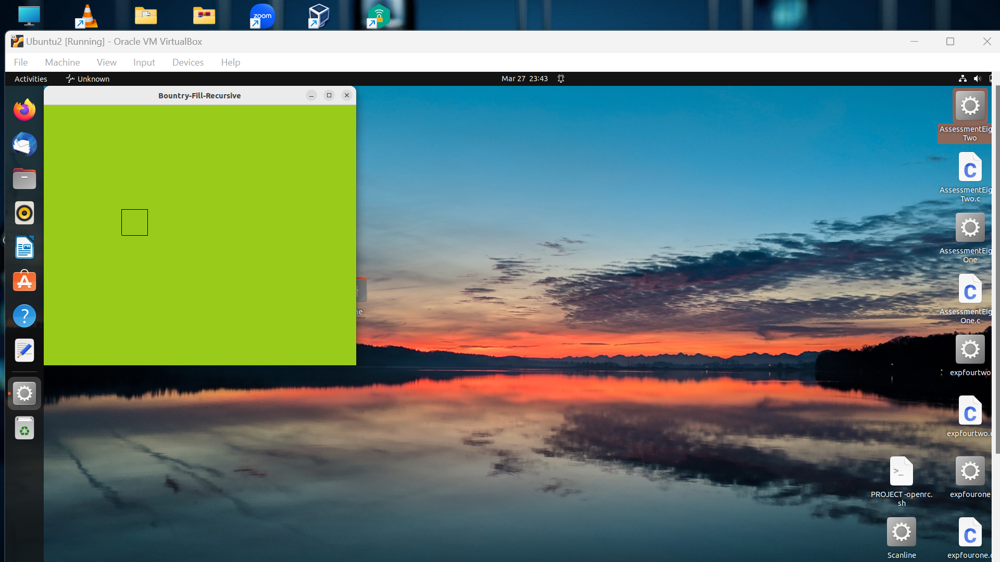 zoom
Ubuntu2 [Running] - Oracle VM VirtualBox
File Machine View Input Devices Help
Activities Unknown Mar 27 23:43
Bountry-Fill-Recursive
AssessmentEig
Two
AssessmentEig
Two.c
AssessmentEig
One
AssessmentEig
One.c
expfourtwo
expfourtwo.c
PROJECT-openrc.
sh
expfourone
Scanline
expfourone.c